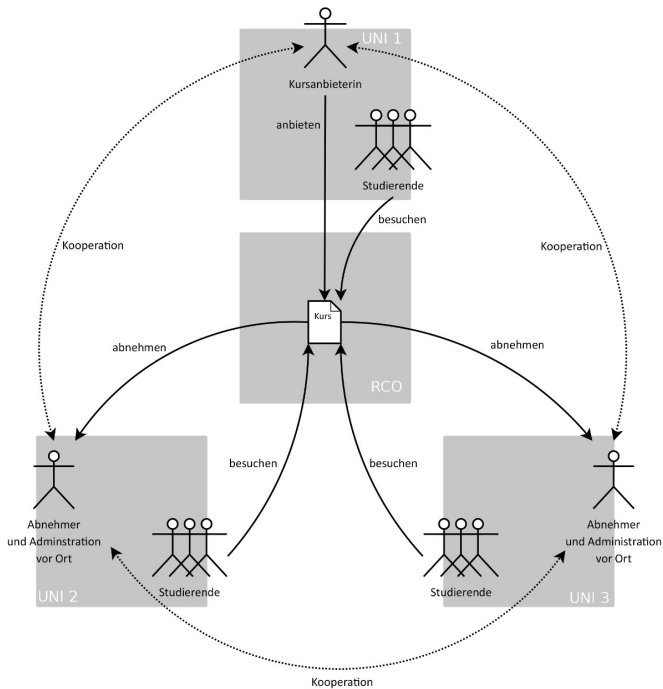 UNI 1
Kursanbieterin
anbieten
Studierende
besuchen
Kooperation
Kooperation
Kurs
abnehmen
abnehmen
RCO
besuchen
besuchen
Abnehmer
und Adminstration
vor Ort
Studierende
UNI 2
Studierende
Abnehmer
und Administration
vor Ort
UNI 3
Kooperation